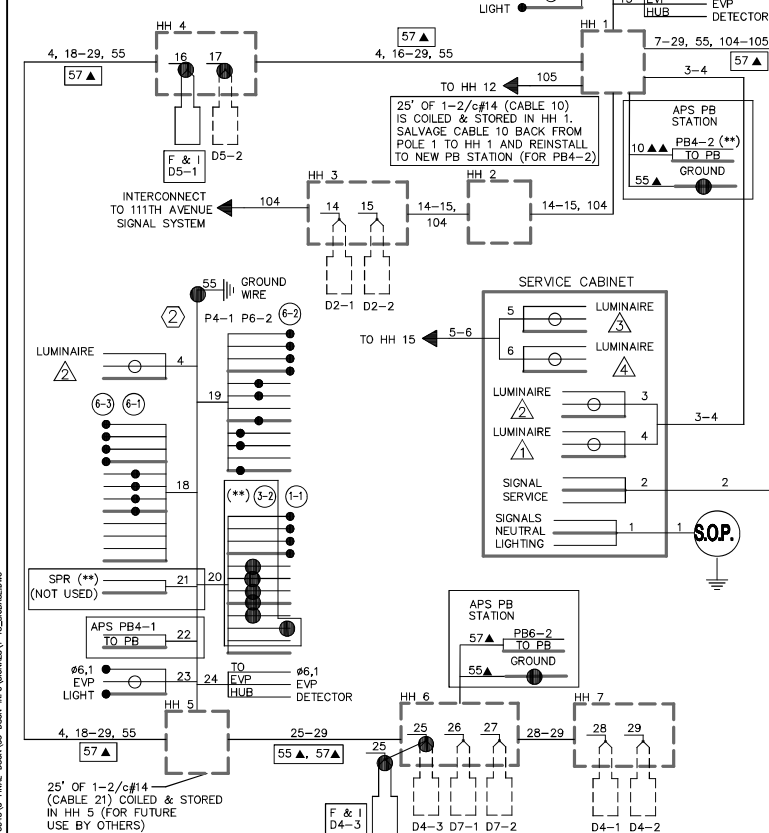 LIGHT
HH 1
EVP
HUB
EVP
DETECTOR
HH 4
4, 18-29, 55
57▲
16
17
57▲
4, 16-29, 55
7-29, 55, 104-105
57▲
3-4
TO HH 12
105
F & I
D5-1
D5-2
25' OF 1-2/c#14 (CABLE 10)
IS COILED & STORED IN HH 1.
SALVAGE CABLE 10 BACK FROM
POLE 1 TO HH 1 AND REINSTALL
TO NEW PB STATION (FOR PB4-2)
APS PB
STATION
10▲▲
PB4-2 (**)
TO PB
GROUND
55▲
INTERCONNECT
TO 111TH AVENUE
SIGNAL SYSTEM
104
HH 3
14
15
14-15,
104
HH 2
14-15, 104
D2-1
D2-2
55
GROUND
WIRE
2
P4-1
P6-2
6-2
LUMINAIRE
2
4
19
6-3
6-1
18
(**)
3-2
1-1
SPR (**)
(NOT USED)
21
20
APS PB4-1
TO PB
22
ø6,1
EVP
LIGHT
23
24
TO
EVP
HUB
ø6,1
EVP
DETECTOR
SERVICE CABINET
TO HH 15
5-6
5
LUMINAIRE
3
6
LUMINAIRE
4
LUMINAIRE
2
3
LUMINAIRE
1
4
3-4
SIGNAL
SERVICE
2
2
SIGNALS
NEUTRAL
LIGHTING
1
1
S.O.P.
APS PB
STATION
57▲
PB6-2
TO PB
GROUND
55▲
HH 5
4, 18-29, 55
57▲
25-29
55▲, 57▲
HH 6
25
26
27
25
28-29
HH 7
28
29
25' OF 1-2/c#14
(CABLE 21) COILED & STORED
IN HH 5 (FOR FUTURE
USE BY OTHERS)
F & I
D4-3
D4-3
D7-1
D7-2
D4-1
D4-2